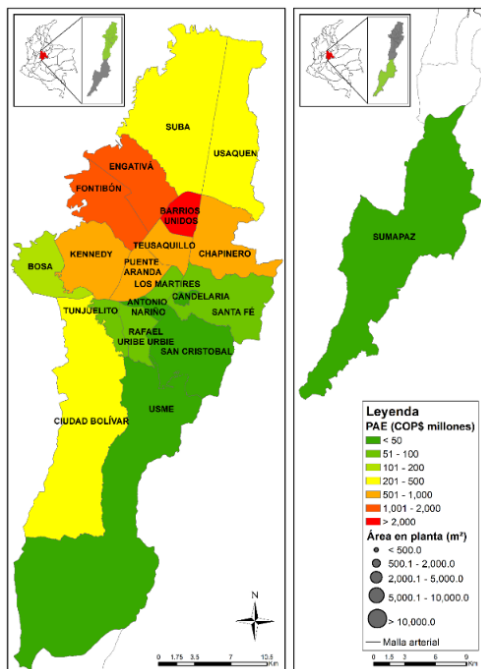 SUBA
USAQUEN
ENGATIVÁ
FONTIBÓN
BARRIOS
UNIDOS
TEUSAQUILLO
KENNEDY
CHAPINERO
BOSA
PUENTE
ARANDA
LOS MARTIRES
CANDELARIA
TUNJUELITO
ANTONIO
NARIÑO
SANTA FÉ
RAFAEL
URIBE URBIE
SAN CRISTOBAL
USME
CIUDAD BOLÍVAR
N
0 1.75 3.5 7 10.5
Km
SUMAPAZ
Leyenda
PAE (COP$ millones)
< 50
51 - 100
101 - 200
201 - 500
501 - 1,000
1,001 - 2,000
> 2,000
Área en planta (m²)
< 500.0
500.1 - 2,000.0
2,000.1 - 5,000.0
5,000.1 - 10,000.0
> 10,000.0
Malla arterial
0 1.5 3 6 9
Km